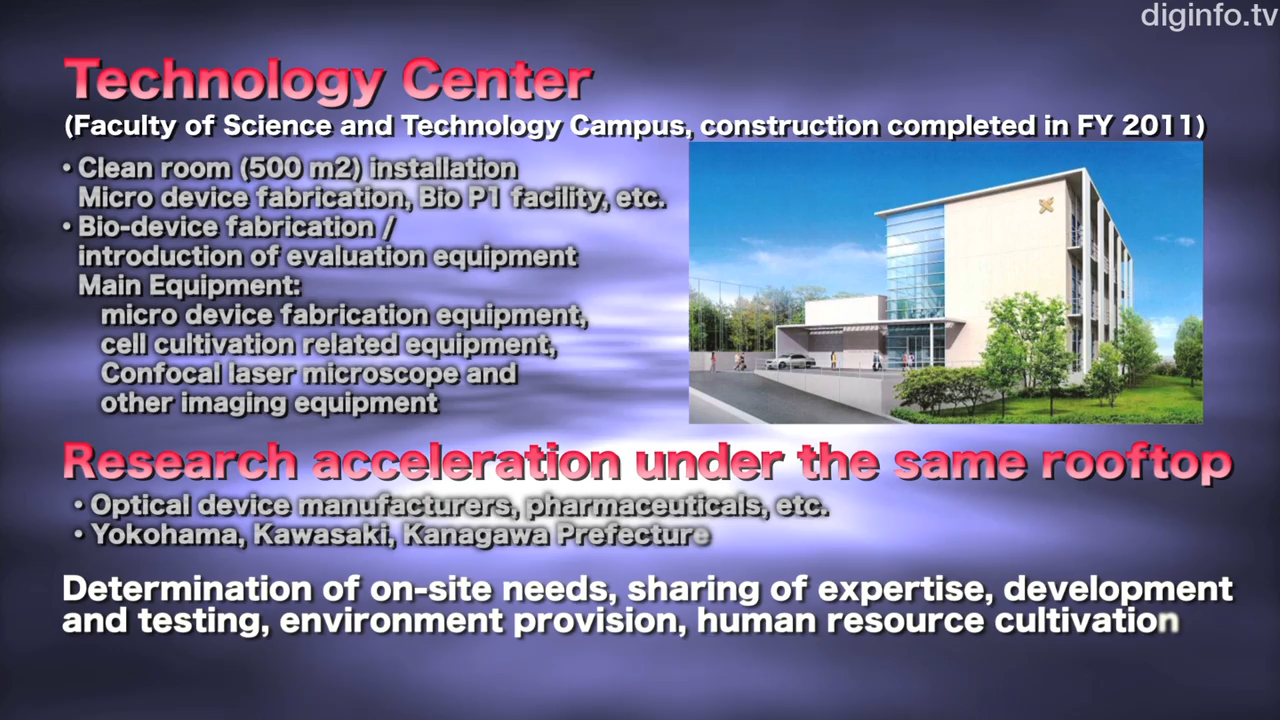 diginfo.tv
Technology Center
(Faculty of Science and Technology Campus, construction completed in FY 2011)
• Clean room (500 m2) installation
Micro device fabrication, Bio P1 facility, etc.
• Bio-device fabrication /
introduction of evaluation equipment
Main Equipment:
micro device fabrication equipment,
cell cultivation related equipment,
Confocal laser microscope and
other imaging equipment
Research acceleration under the same rooftop
• Optical device manufacturers, pharmaceuticals, etc.
• Yokohama, Kawasaki, Kanagawa Prefecture
Determination of on-site needs, sharing of expertise, development
and testing, environment provision, human resource cultivation